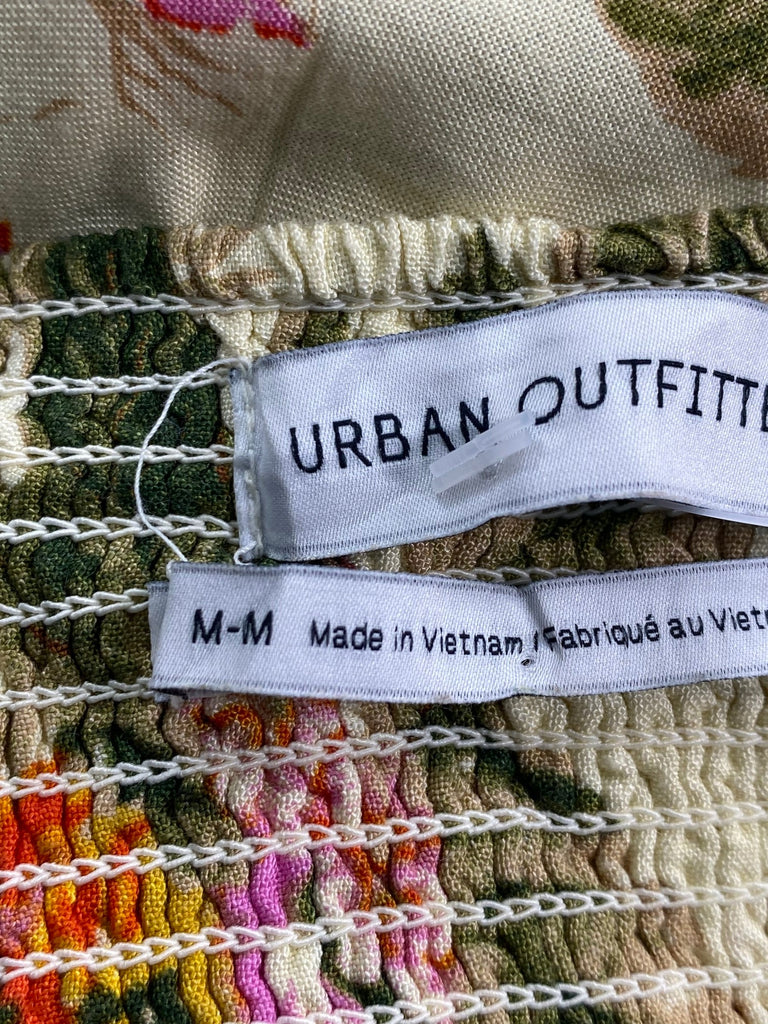 URBAN OUTFITTE
M-M Made in Vietnam / Fabriqué au Vietn